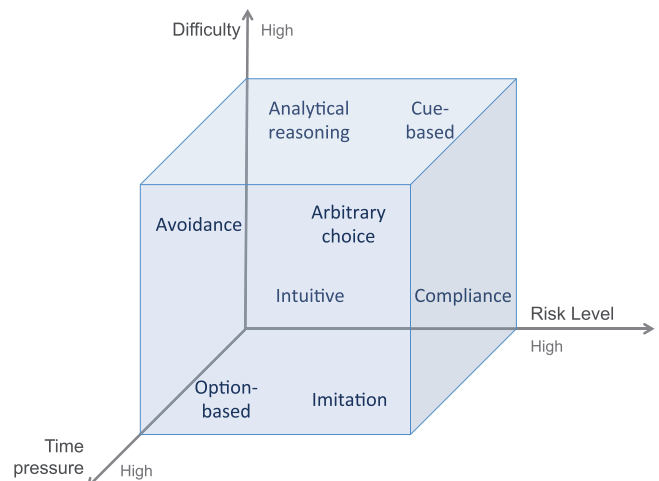 Difficulty
High
Analytical
reasoning
Cue-
based
Avoidance
Arbitrary
choice
Intuitive
Compliance
Risk Level
High
Option-
based
Imitation
Time
pressure
High